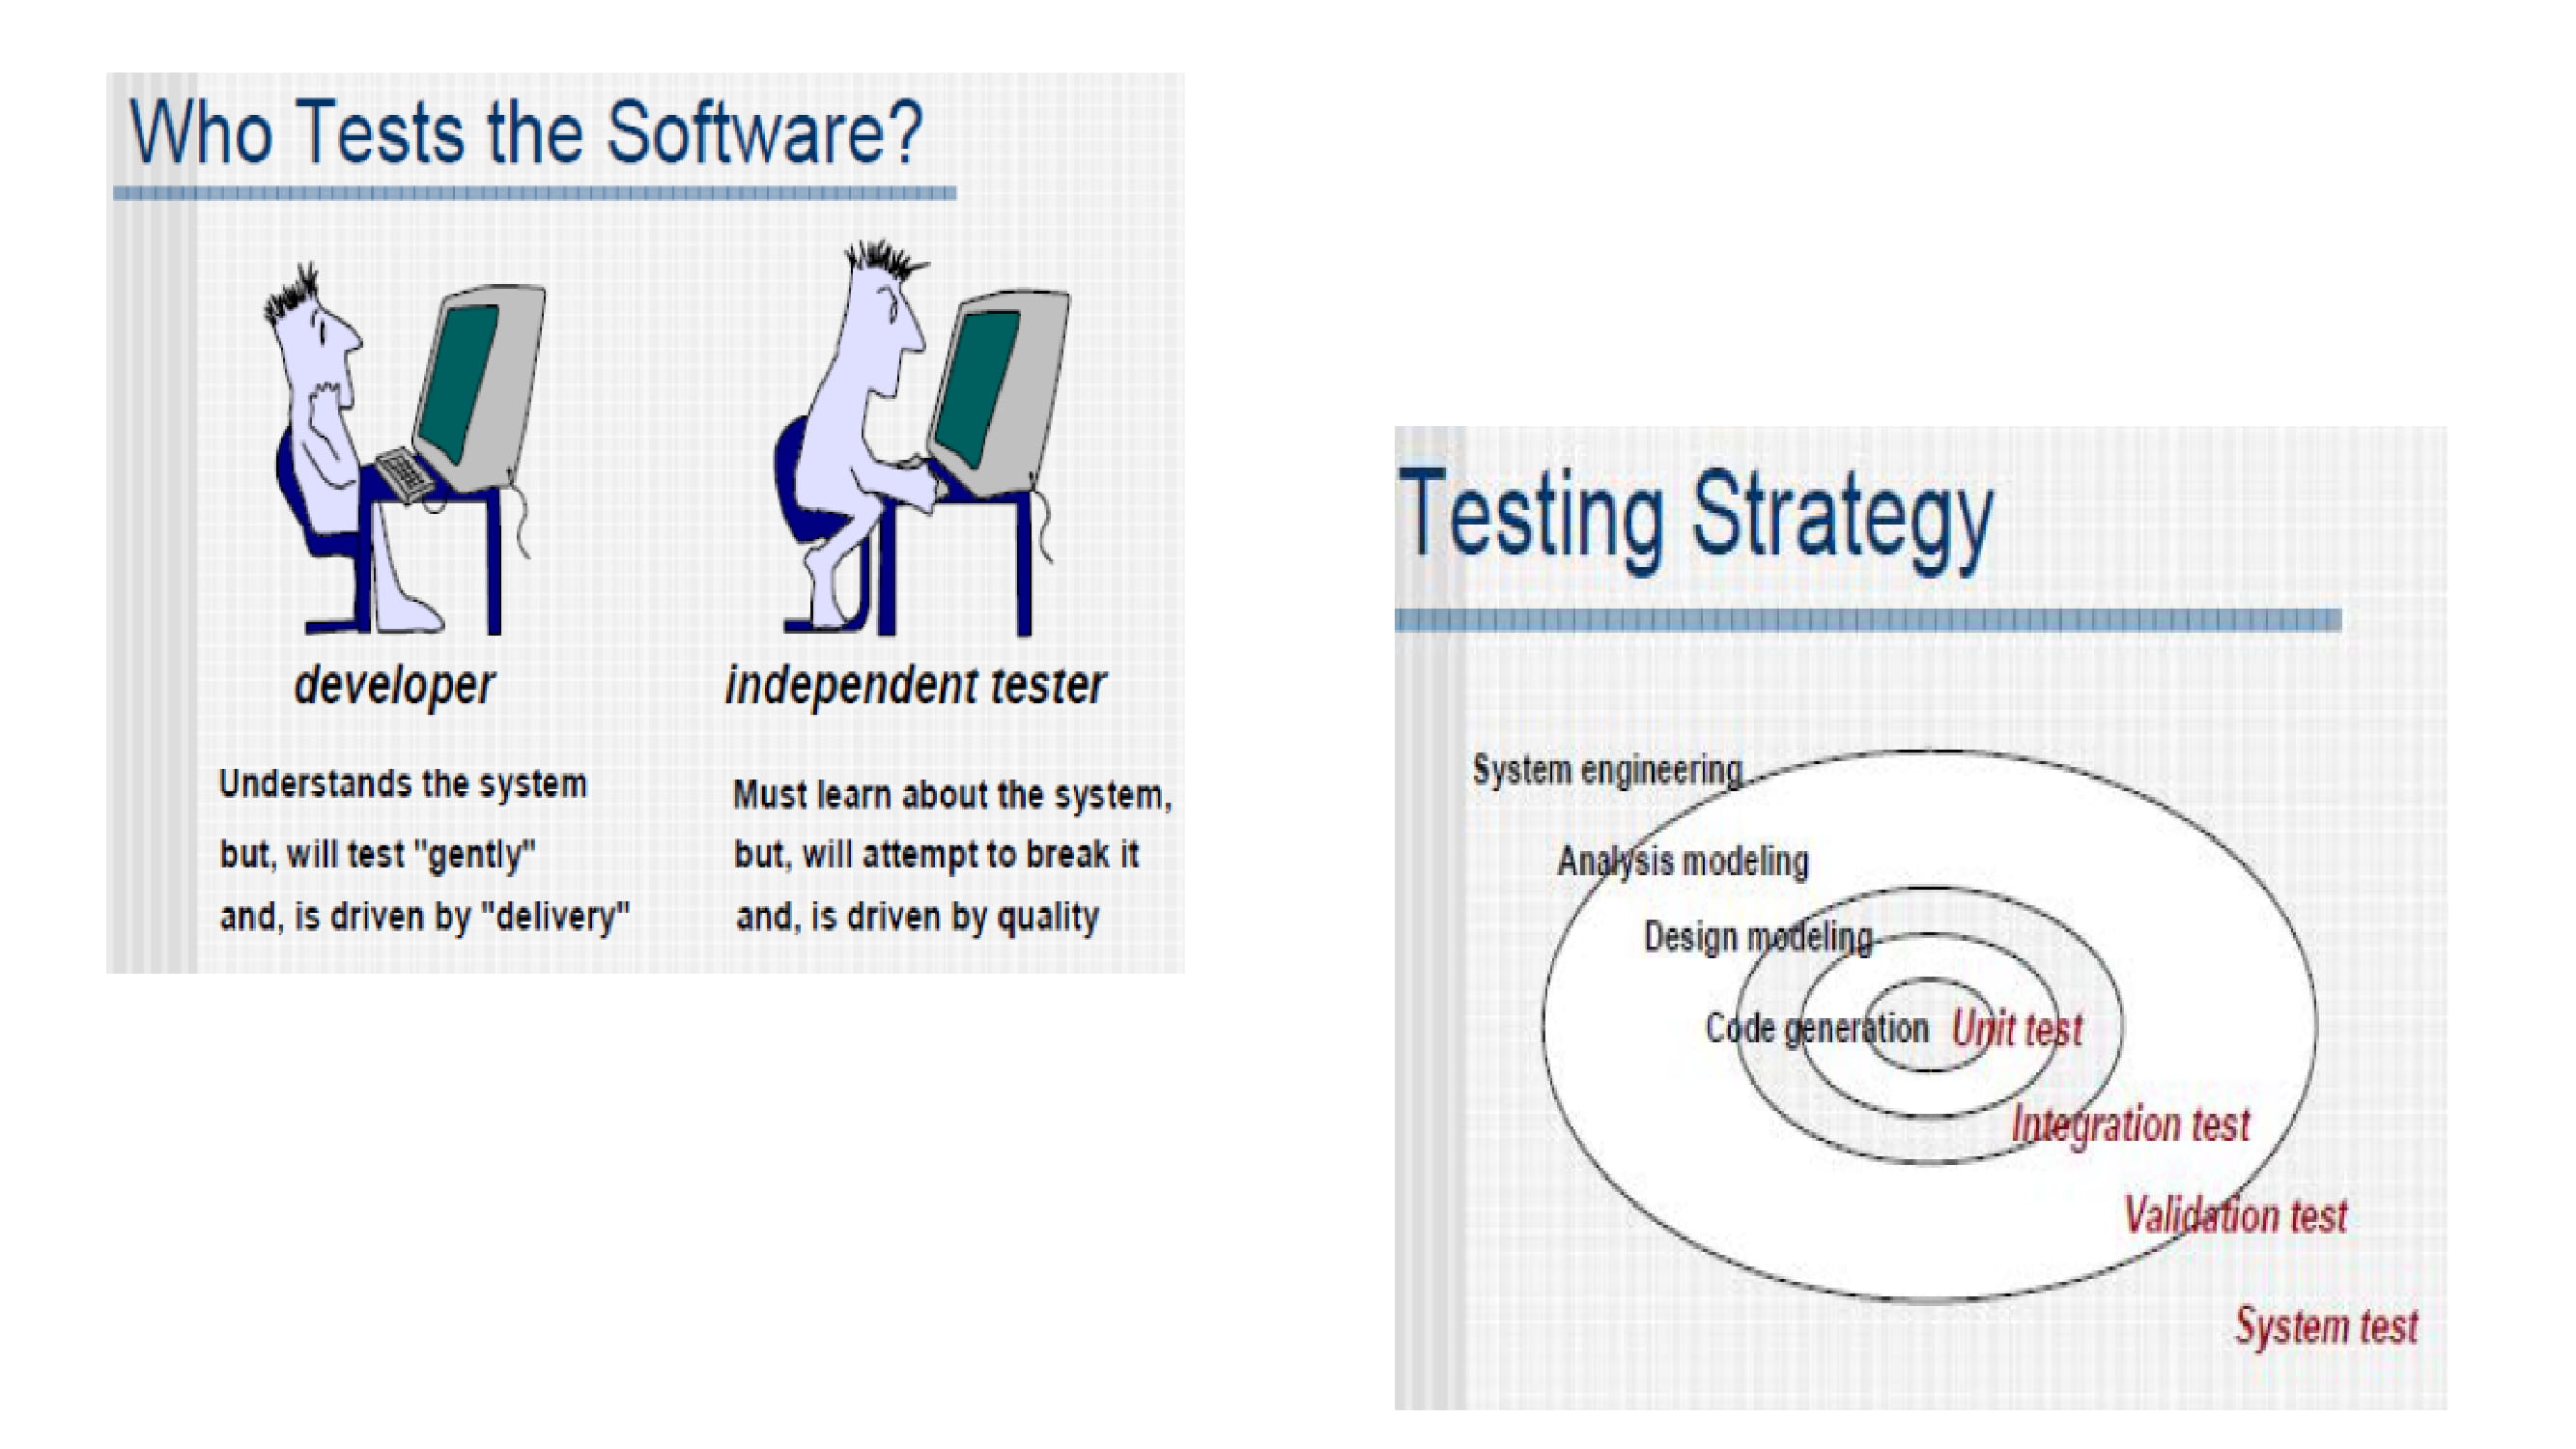 Who Tests the Software?
developer
independent tester
Understands the system
but, will test "gently"
and, is driven by "delivery"
Must learn about the system,
but, will attempt to break it
and, is driven by quality
Testing Strategy
System engineering
Analysis modeling
Design modeling
Code generation
Unit test
Integration test
Validation test
System test